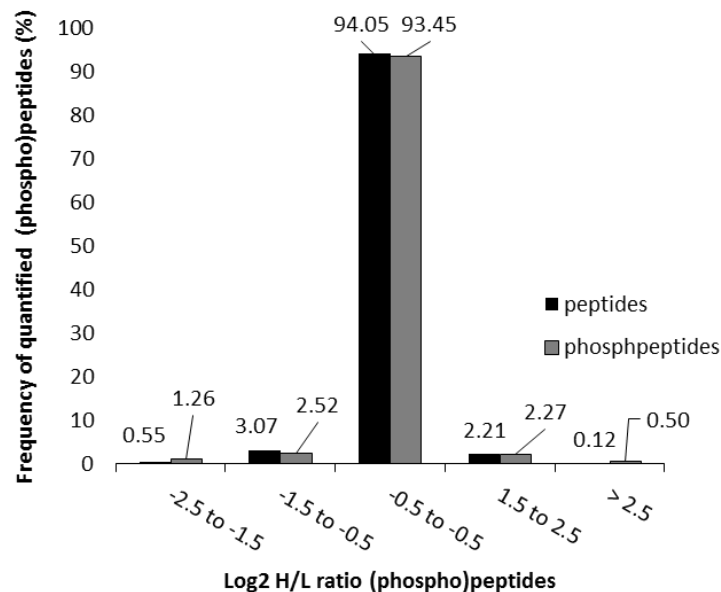 Frequency of quantified (phospho)peptides (%)
100
90
80
70
60
50
40
30
20
10
0
0.55
1.26
3.07
2.52
94.05
93.45
2.21
2.27
0.12
0.50
peptides
phosphpeptides
-2.5 to -1.5
-1.5 to -0.5
-0.5 to -0.5
1.5 to 2.5
> 2.5
Log2 H/L ratio (phospho)peptides